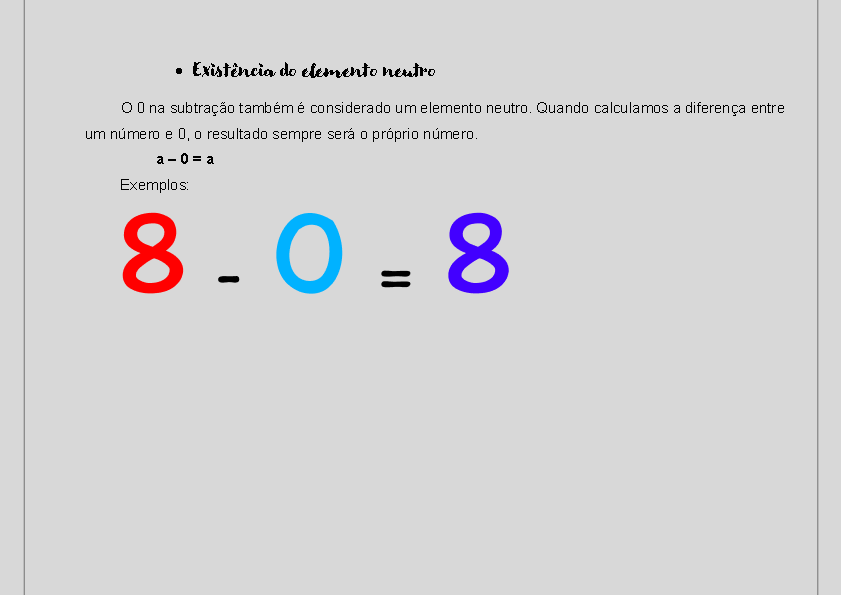 • Existência do elemento neutro
O 0 na subtração também é considerado um elemento neutro. Quando calculamos a diferença entre
um número e 0, o resultado sempre será o próprio número.
a – 0 = a
Exemplos:
8 - 0 = 8